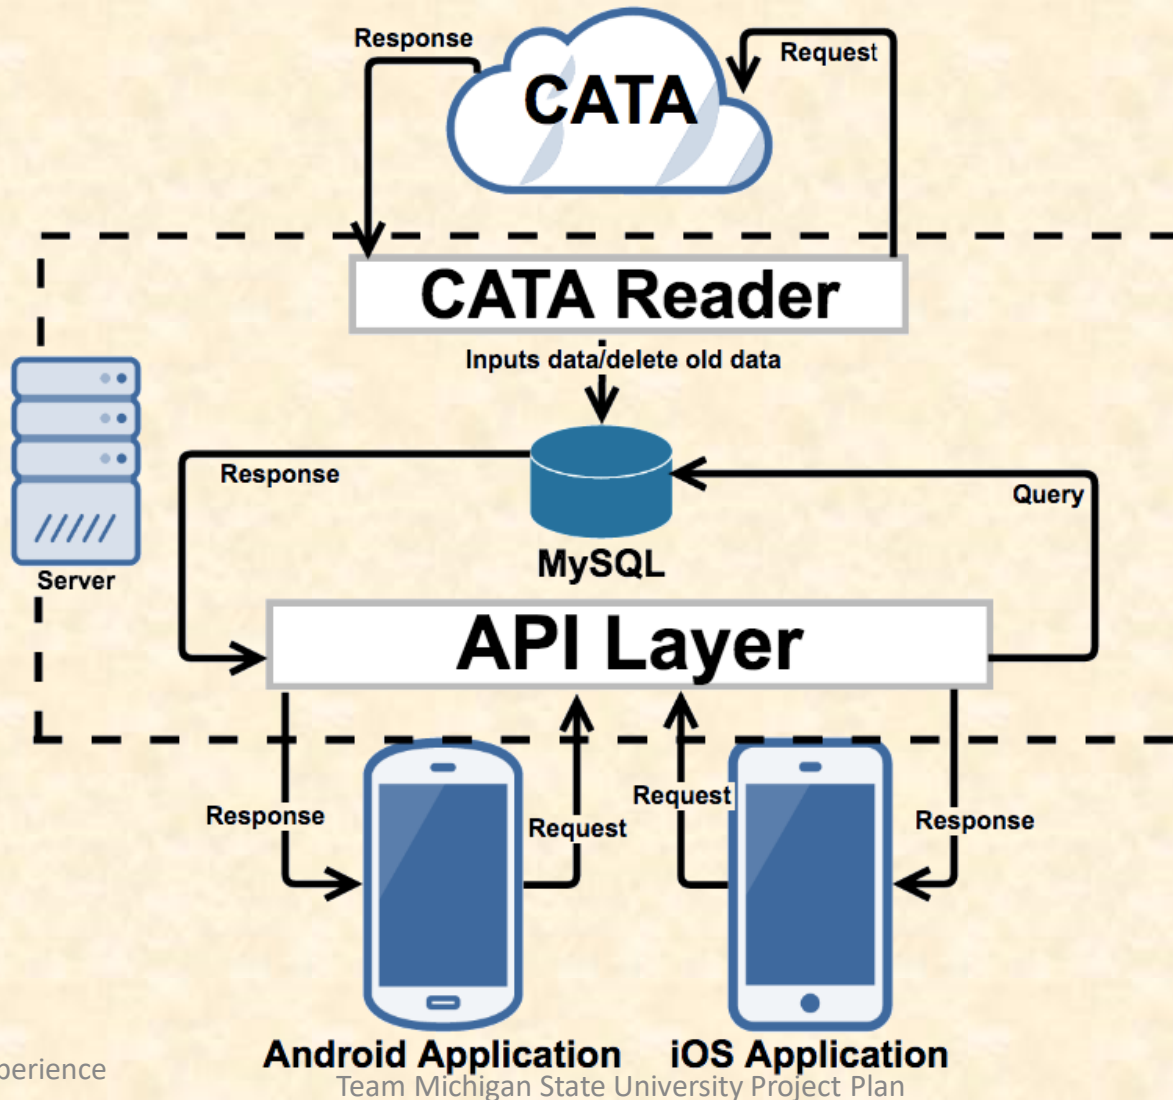 Response
Request
CATA
CATA Reader
Inputs data/delete old data
Response
Query
MySQL
Server
API Layer
Response
Request
Request
Response
Android Application
iOS Application
perience
Team Michigan State University Project Plan